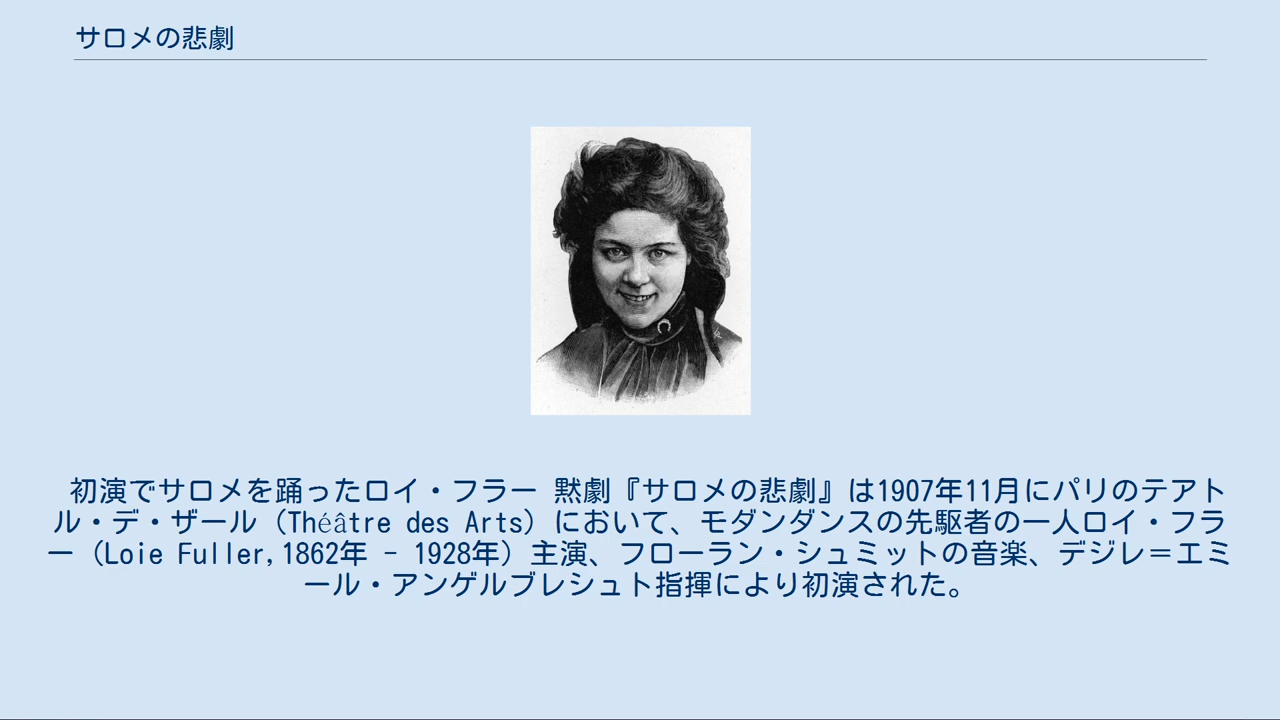 サロメの悲劇
初演でサロメを踊ったロイ・フラー 黙劇『サロメの悲劇』は1907年11月にパリのテアト
ル・デ・ザール（Théâtre des Arts）において、モダンダンスの先駆者の一人ロイ・フラ
ー（Loie Fuller,1862年 - 1928年）主演、フローラン・シュミットの音楽、デジレ＝エミ
ール・アンゲルブレシュト指揮により初演された。